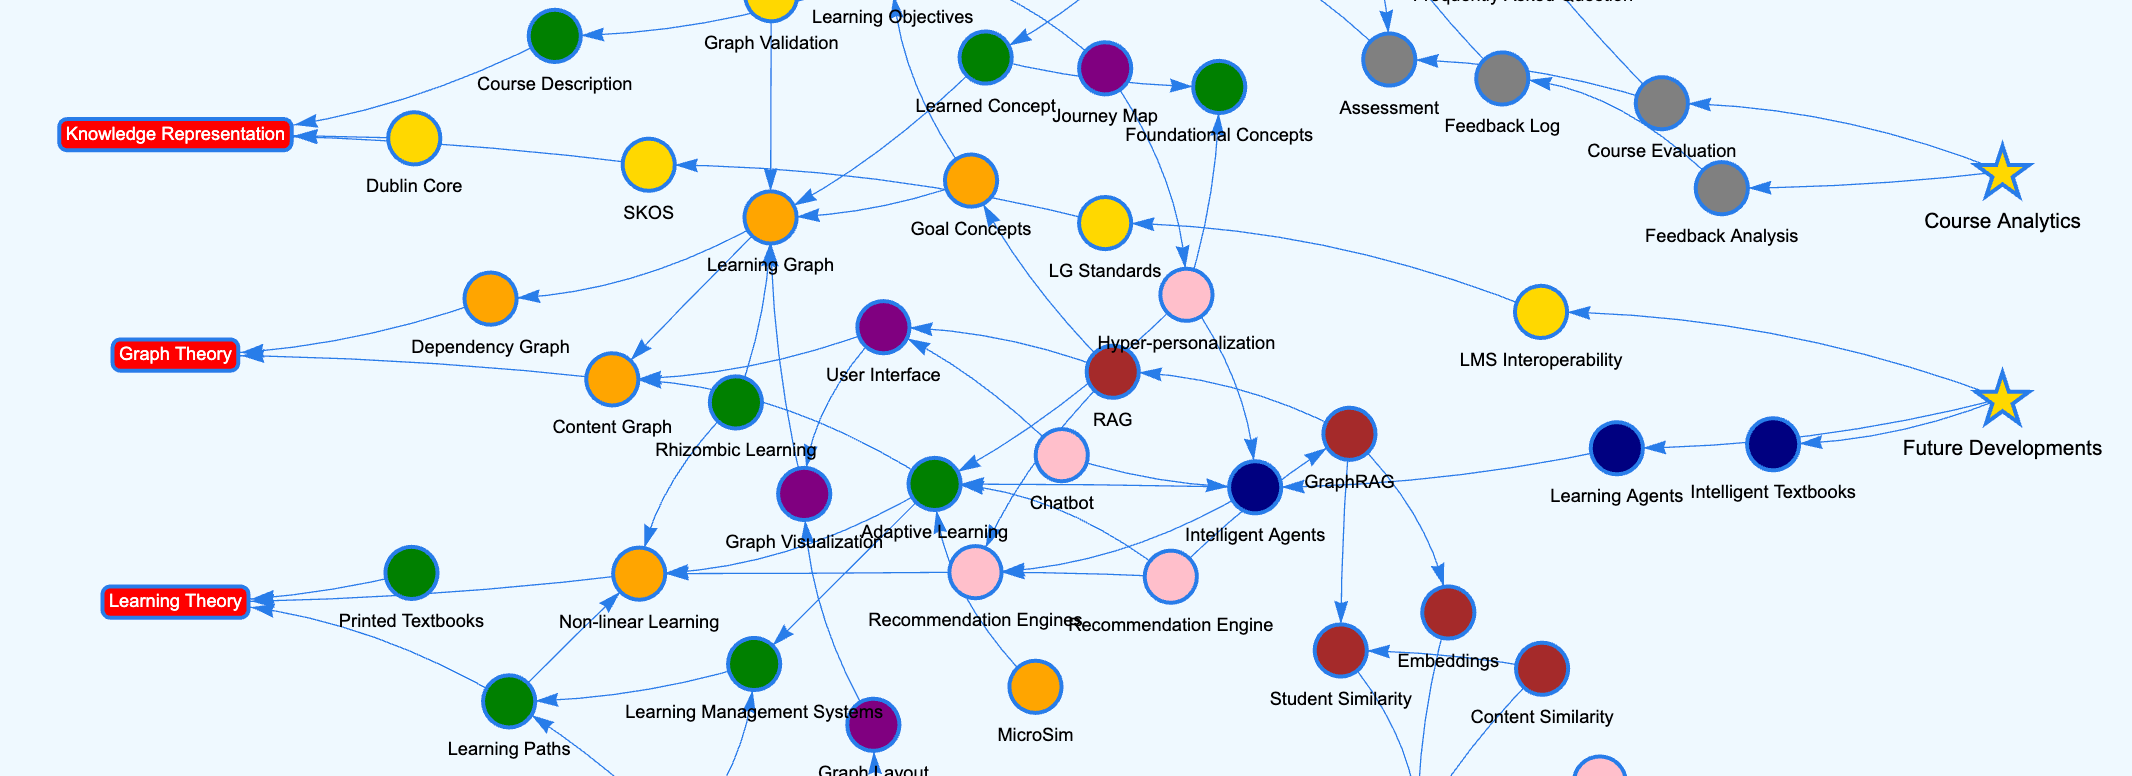 Frequently Asked Question
Learning Objectives
Graph Validation
Course Description
Learned Concept
Journey Map
Foundational Concepts
Assessment
Feedback Log
Course Evaluation
Knowledge Representation
Dublin Core
SKOS
Goal Concepts
Course Analytics
Feedback Analysis
Learning Graph
LG Standards
Hyper-personalization
LMS Interoperability
Graph Theory
Dependency Graph
User Interface
Content Graph
RAG
Rhizombic Learning
Future Developments
Chatbot
GraphRAG
Learning Agents
Intelligent Textbooks
Graph Visualization
Adaptive Learning
Intelligent Agents
Learning Theory
Printed Textbooks
Non-linear Learning
Recommendation Engines
Recommendation Engine
Embeddings
Student Similarity
Content Similarity
Learning Management Systems
MicroSim
Learning Paths
Graph Layout